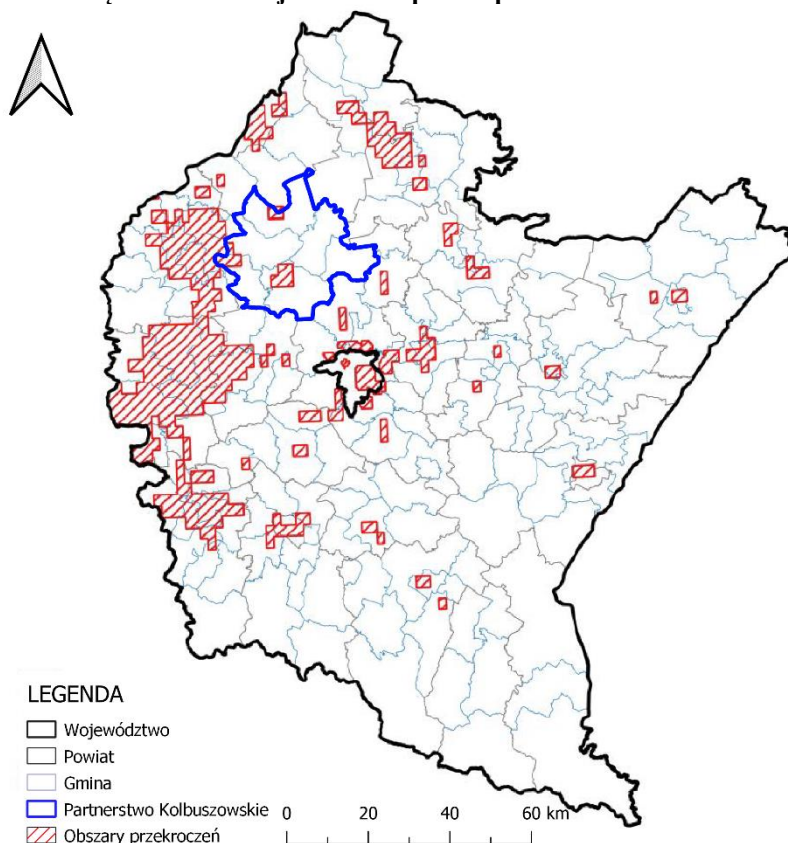 LEGENDA
Województwo
Powiat
Gmina
Partnerstwo Kolbuszowskie
Obszary przekroczeń
0 20 40 60 km